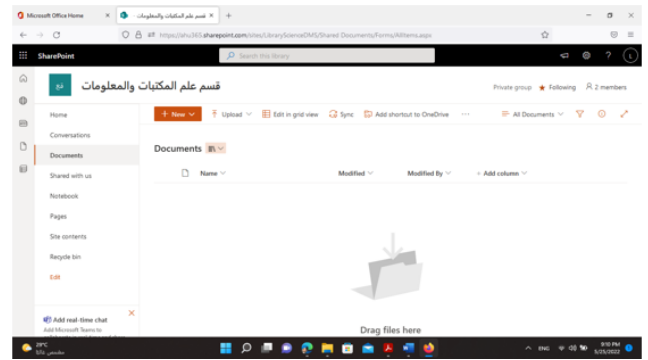 Microsoft Office Home
قسم علم المكتبات والمعلومات
https://ahu365.sharepoint.com/sites/LibraryScienceDMS/Shared Documents/Forms/AllItems.aspx
SharePoint
Search this library
قع
قسم علم المكتبات والمعلومات
Private group
Following
2 members
Home
Conversations
Documents
Shared with us
Notebook
Pages
Site contents
Recycle bin
Edit
+ New
Upload
Edit in grid view
Sync
Add shortcut to OneDrive
All Documents
Documents
Name
Modified
Modified By
+ Add column
Drag files here
Add real-time chat
Add Microsoft Teams to
29°C
ENG
9:10 PM
5/25/2022